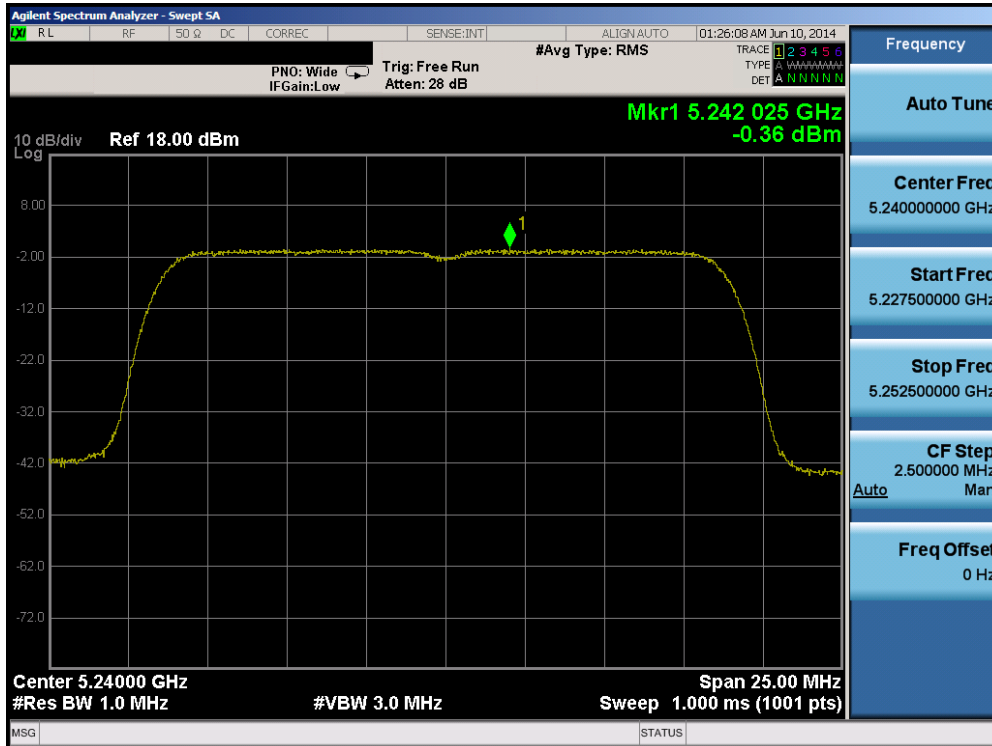 Agilent Spectrum Analyzer - Swept SA
LXI RL RF 50 Ω DC CORREC SENSE:INT ALIGN AUTO 01:26:08 AM Jun 10, 2014
#Avg Type: RMS
TRACE 1 2 3 4 5 6
TYPE A WWWWW
DET A N N N N N
PNO: Wide
IFGain:Low
Trig: Free Run
Atten: 28 dB
Mkr1 5.242 025 GHz
-0.36 dBm
10 dB/div
Log
Ref 18.00 dBm
1
8.00
-2.00
-12.0
-22.0
-32.0
-42.0
-52.0
-62.0
-72.0
Center 5.24000 GHz
Span 25.00 MHz
#Res BW 1.0 MHz
#VBW 3.0 MHz
Sweep 1.000 ms (1001 pts)
MSG
STATUS
Frequency
Auto Tune
Center Freq
5.240000000 GHz
Start Freq
5.227500000 GHz
Stop Freq
5.252500000 GHz
CF Step
2.500000 MHz
Auto Man
Freq Offset
0 Hz